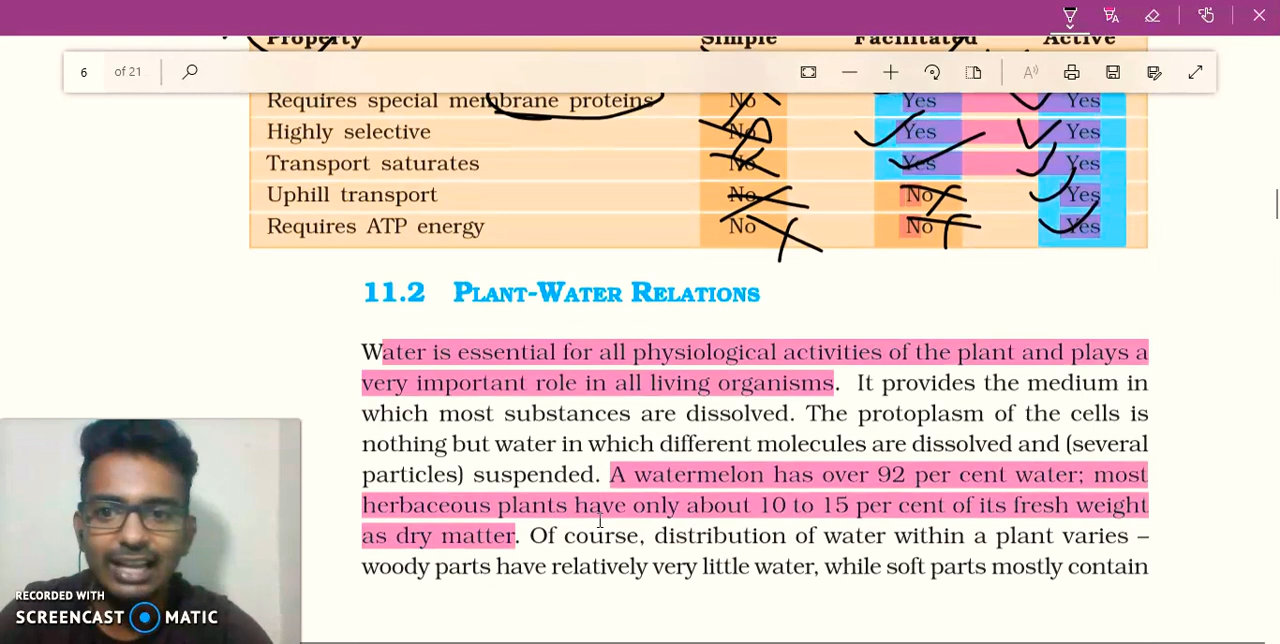 Property Simple Facilitated Active
6 of 21
Requires special membrane proteins No Yes Yes
Highly selective No Yes Yes
Transport saturates No Yes Yes
Uphill transport No No Yes
Requires ATP energy No No Yes
11.2 PLANT-WATER RELATIONS
Water is essential for all physiological activities of the plant and plays a
very important role in all living organisms. It provides the medium in
which most substances are dissolved. The protoplasm of the cells is
nothing but water in which different molecules are dissolved and (several
particles) suspended. A watermelon has over 92 per cent water; most
herbaceous plants have only about 10 to 15 per cent of its fresh weight
as dry matter. Of course, distribution of water within a plant varies –
woody parts have relatively very little water, while soft parts mostly contain
RECORDED WITH
SCREENCAST MATIC